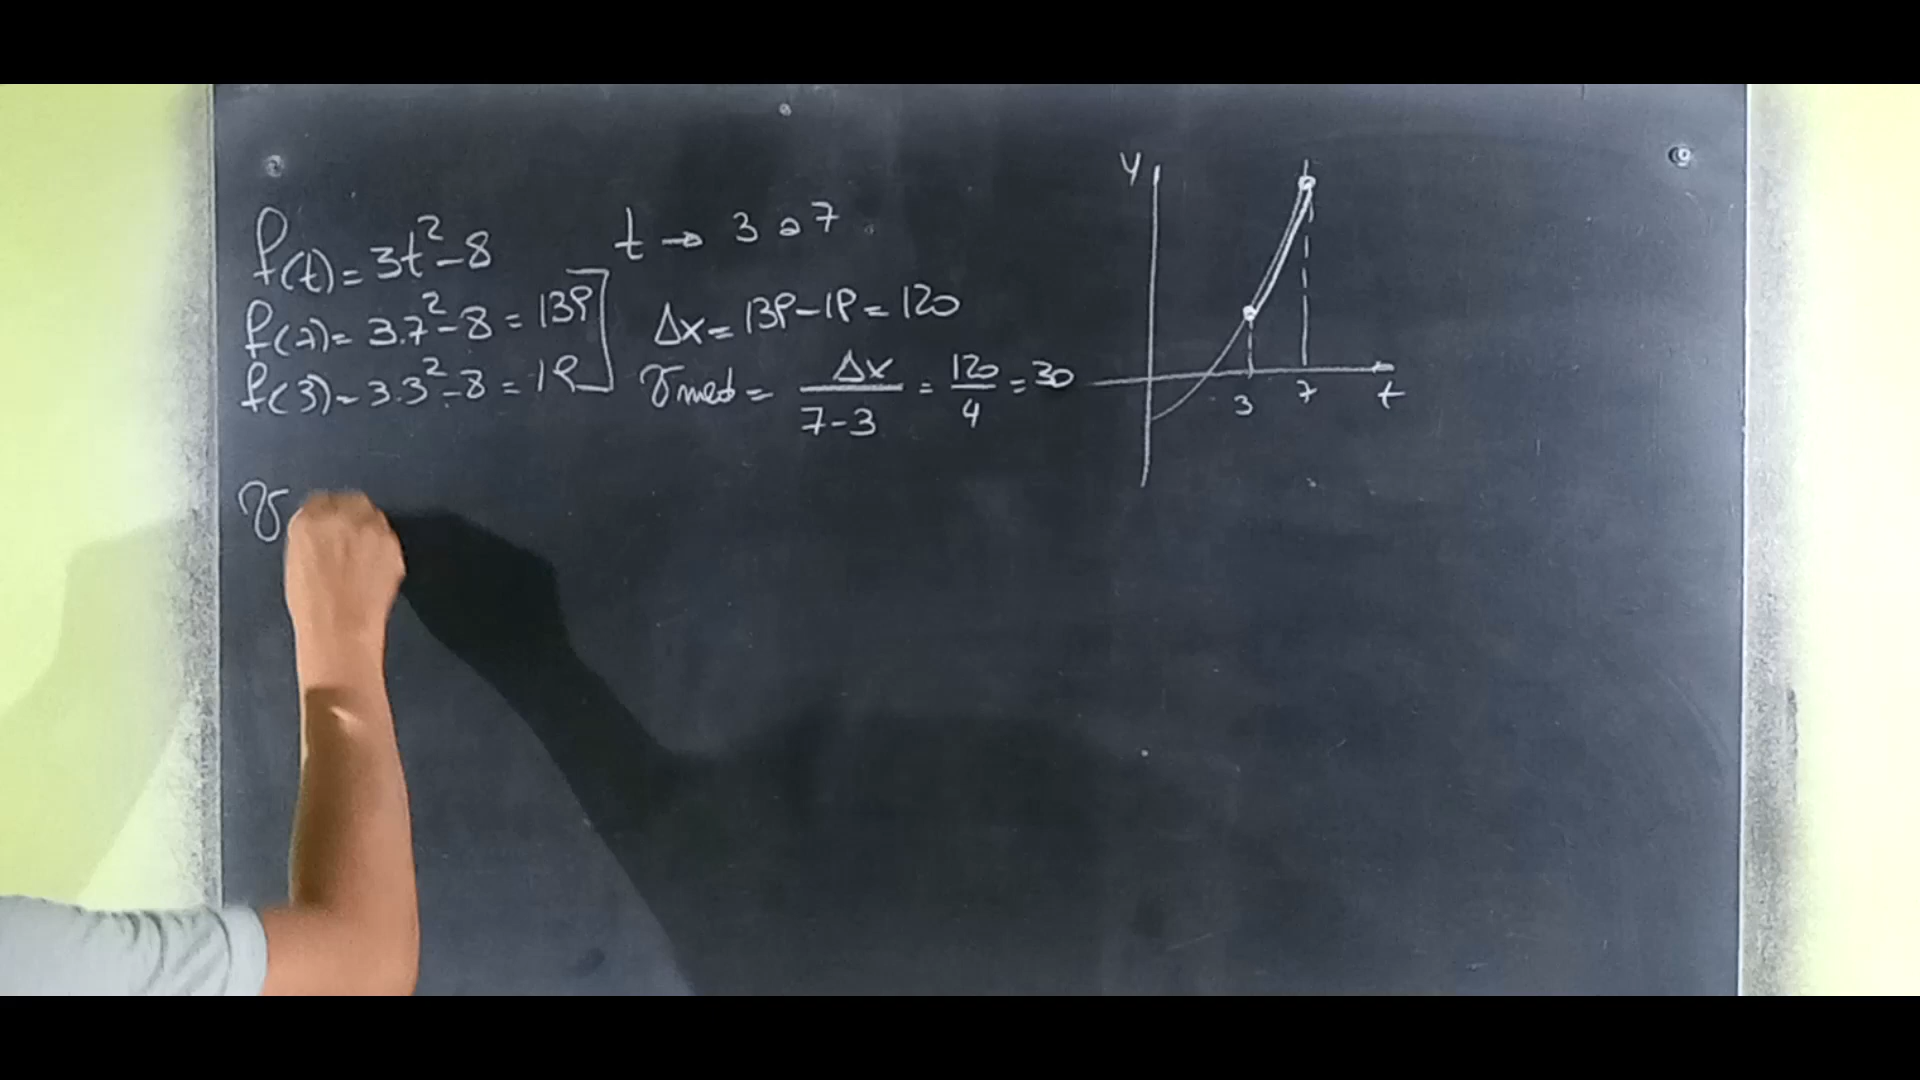 f(t) = 3t² - 8
t → 3 a 7
f(7) = 3.7² - 8 = 139
Δx = 139 - 19 = 120
f(3) = 3.3² - 8 = 19
vmed = Δx / 7-3 = 120 / 4 = 30
y
3 7 t
v